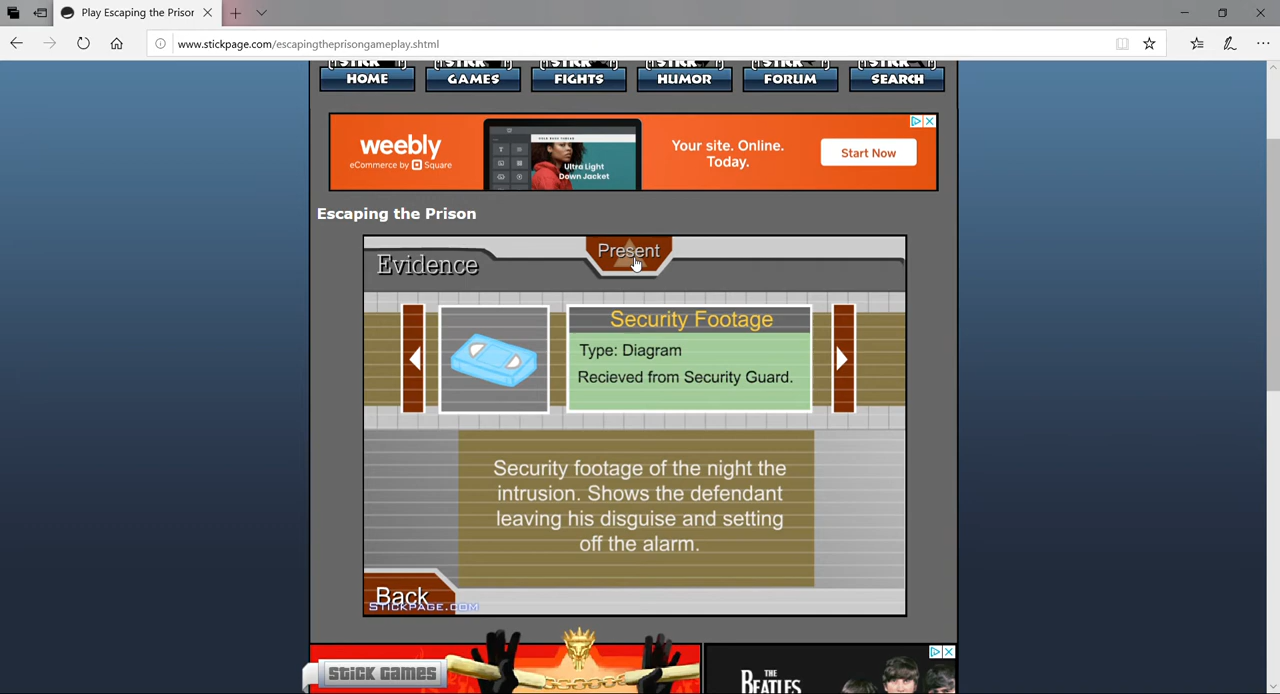 Play Escaping the Prisor
www.stickpage.com/escapingtheprisongameplay.shtml
HOME GAMES FIGHTS HUMOR FORUM SEARCH
weebly
eCommerce by Square
Ultra Light
Down Jacket
Your site. Online.
Today.
Start Now
Escaping the Prison
Present
Evidence
Security Footage
Type: Diagram
Recieved from Security Guard.
Security footage of the night the
intrusion. Shows the defendant
leaving his disguise and setting
off the alarm.
Back
STICKPAGE.COM
STICK GAMES
THE
BEATLES